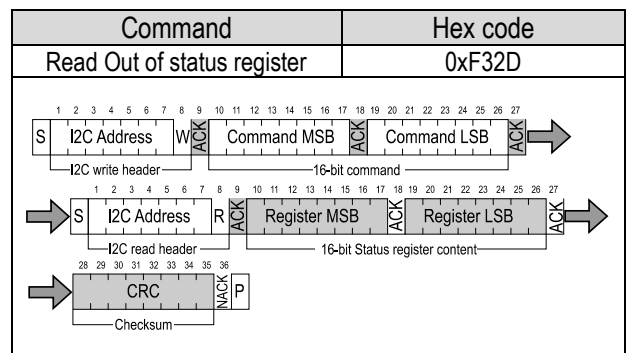 Command Hex code
Read Out of status register 0xF32D
1 2 3 4 5 6 7 8 9 10 11 12 13 14 15 16 17 18 19 20 21 22 23 24 25 26 27
S I2C Address W ACK Command MSB ACK Command LSB ACK
I2C write header 16-bit command
1 2 3 4 5 6 7 8 9 10 11 12 13 14 15 16 17 18 19 20 21 22 23 24 25 26 27
S I2C Address R ACK Register MSB ACK Register LSB ACK
I2C read header 16-bit Status register content
28 29 30 31 32 33 34 35 36
CRC NACK P
Checksum